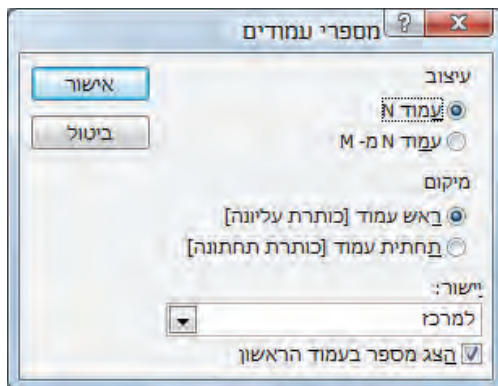 מספרי עמודים
עיצוב
עמוד N
עמוד N מ- M
מיקום
ראש עמוד [כותרת עליונה]
תחתית עמוד [כותרת תחתונה]
יישור:
למרכז
הצג מספר בעמוד הראשון
אישור
ביטול